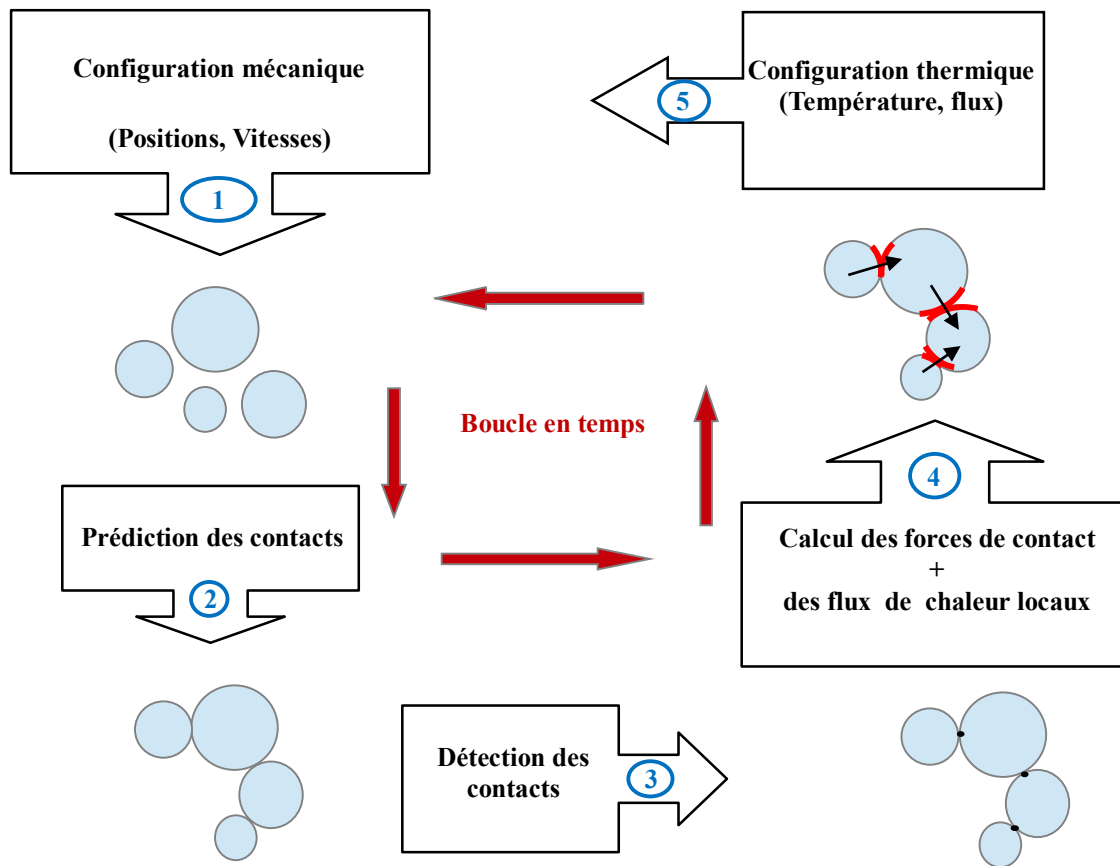 Configuration mécanique
(Positions, Vitesses)
1
Configuration thermique
(Température, flux)
5
Boucle en temps
Prédiction des contacts
2
Calcul des forces de contact
+
des flux de chaleur locaux
4
Détection des
contacts
3